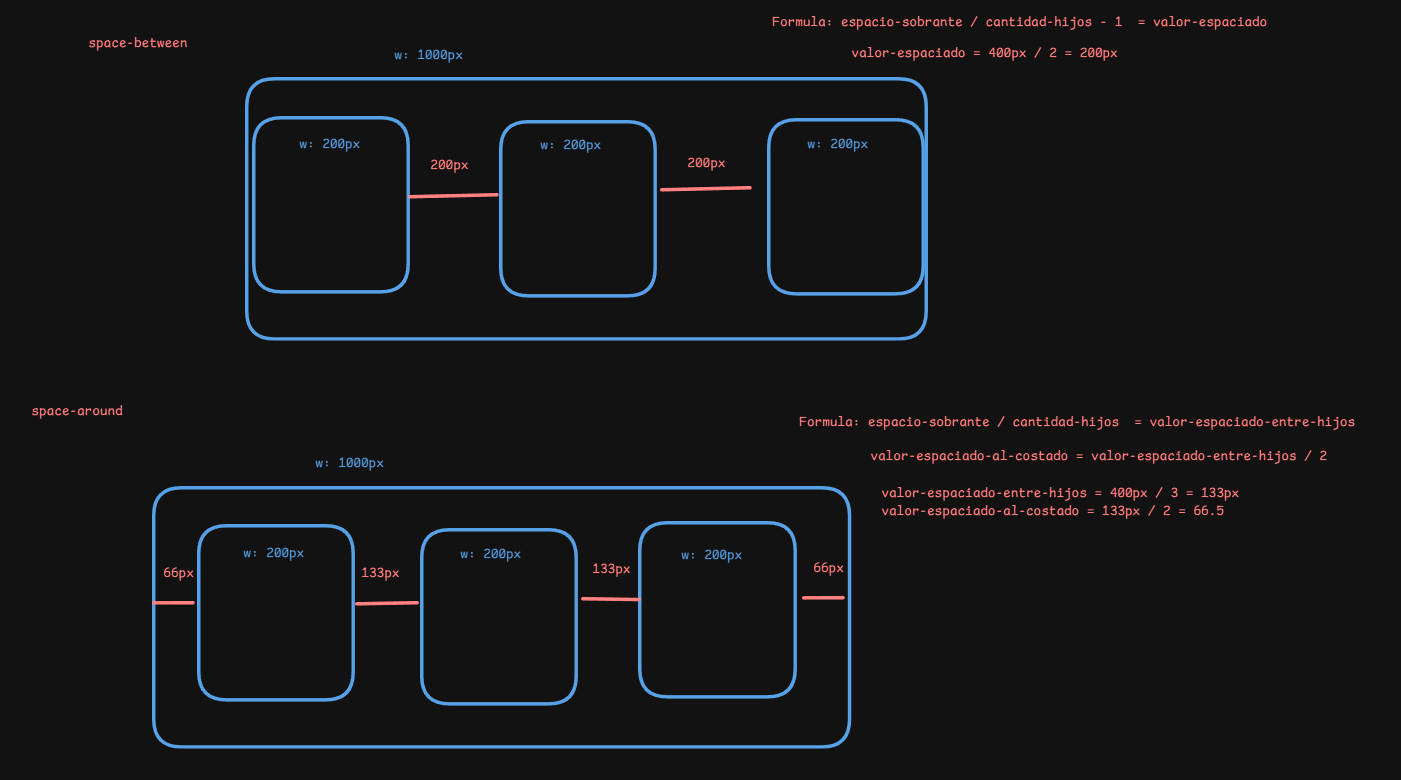 Formula: espacio-sobrante / cantidad-hijos - 1  = valor-espaciado
space-between
valor-espaciado = 400px / 2 = 200px
w: 1000px
w: 200px
w: 200px
w: 200px
200px
200px
space-around
Formula: espacio-sobrante / cantidad-hijos  = valor-espaciado-entre-hijos
valor-espaciado-al-costado = valor-espaciado-entre-hijos / 2
w: 1000px
valor-espaciado-entre-hijos = 400px / 3 = 133px
valor-espaciado-al-costado = 133px / 2 = 66.5
w: 200px
w: 200px
w: 200px
66px
133px
133px
66px